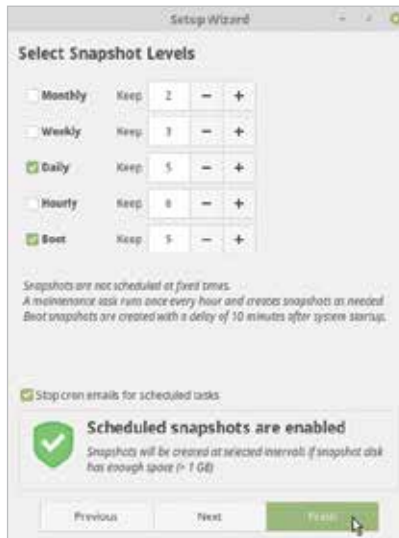 Setup Wizard
Select Snapshot Levels
Monthly Keep 2 − +
Weekly Keep 3 − +
Daily Keep 5 − +
Hourly Keep 6 − +
Boot Keep 5 − +
Snapshots are not scheduled at fixed times.
A maintenance task runs once every hour and creates snapshots as needed
Boot snapshots are created with a delay of 10 minutes after system startup.
Stop cron emails for scheduled tasks
Scheduled snapshots are enabled
Snapshots will be created at selected intervals if snapshot disk
has enough space (> 1 GB)
Previous Next Finish